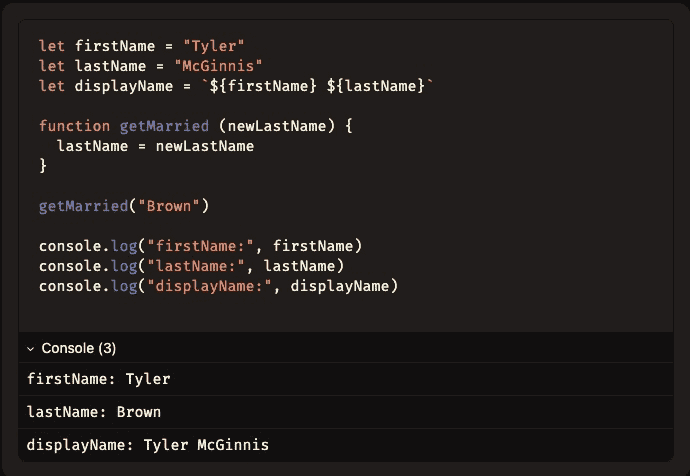 let firstName = "Tyler"
let lastName = "McGinnis"
let displayName = `${firstName} ${lastName}`
function getMarried (newLastName) {
  lastName = newLastName
}
getMarried("Brown")
console.log("firstName:", firstName)
console.log("lastName:", lastName)
console.log("displayName:", displayName)
Console (3)
firstName: Tyler
lastName: Brown
displayName: Tyler McGinnis